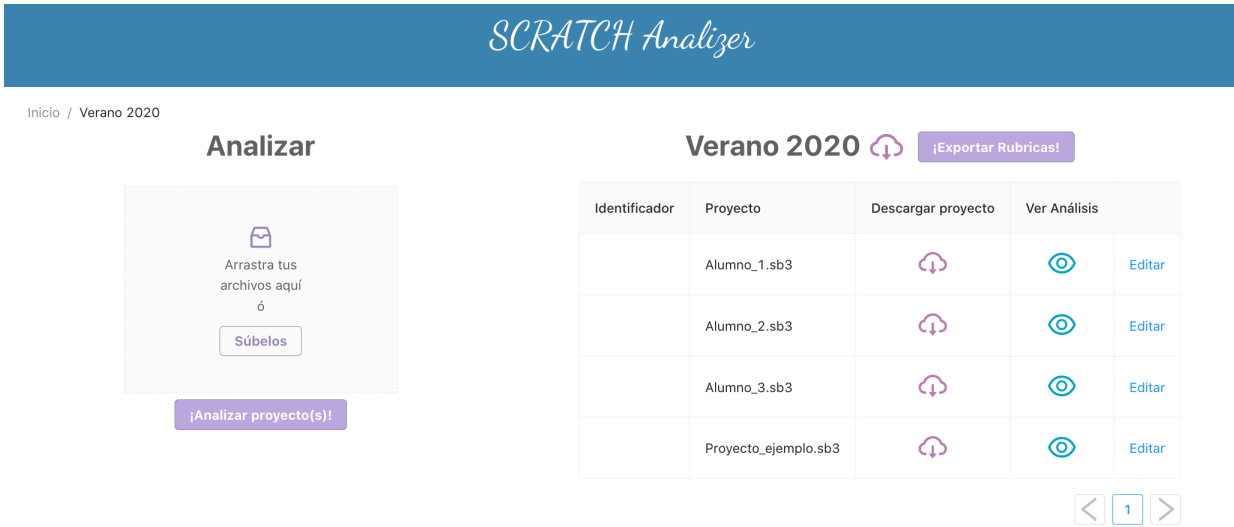 SCRATCH Analizer
Inicio / Verano 2020
Analizar
Arrastra tus
archivos aquí
ó
Súbelos
¡Analizar proyecto(s)!
Verano 2020
¡Exportar Rubricas!
Identificador Proyecto Descargar proyecto Ver Análisis
Alumno_1.sb3 Editar
Alumno_2.sb3 Editar
Alumno_3.sb3 Editar
Proyecto_ejemplo.sb3 Editar
1